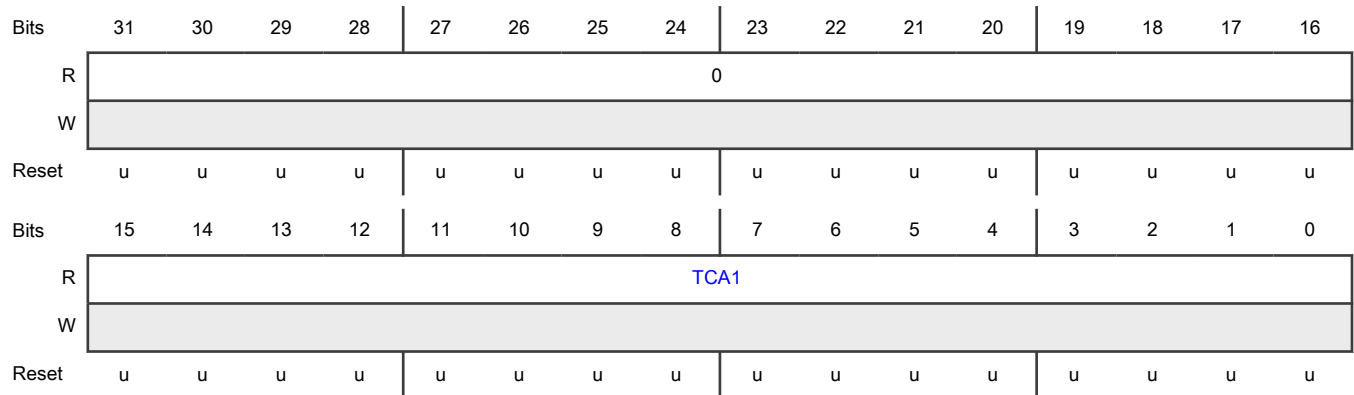 Bits 31 30 29 28 27 26 25 24 23 22 21 20 19 18 17 16
R 0
W
Reset u u u u u u u u u u u u u u u u
Bits 15 14 13 12 11 10 9 8 7 6 5 4 3 2 1 0
R TCA1
W
Reset u u u u u u u u u u u u u u u u